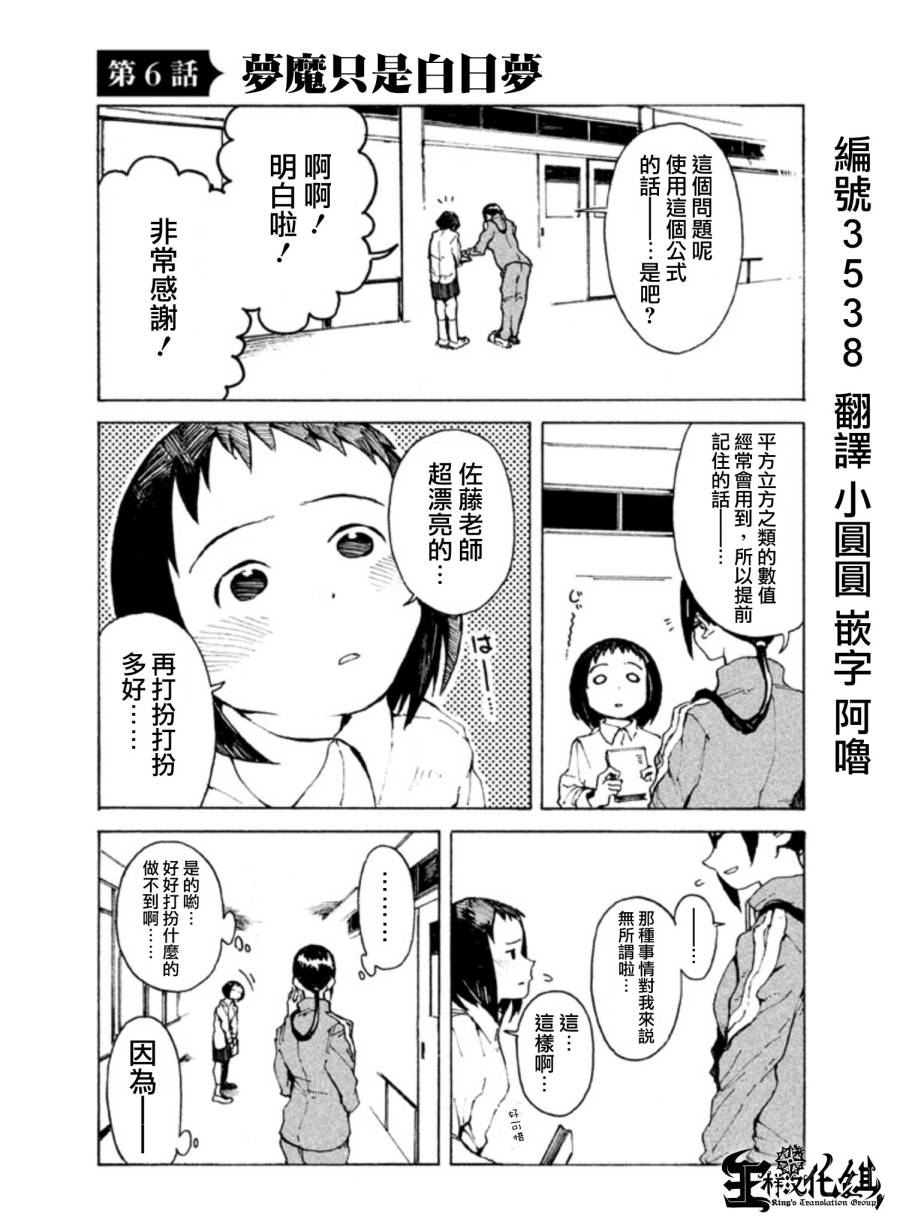 第6話
夢魔只是白日夢
這個問題呢
使用這個公式
的話——…是吧？
啊啊！
明白啦！
非常感謝！
平方立方之類的數值
經常會用到，所以提前
記住的話——…
じぃ〜
佐藤老師
超漂亮的…
はー
再打扮打扮
多好……
——…
那種事情對我來說
無所謂啦…
這…
這樣啊…
好可惜
………
是的喲…
好好打扮什麼的
做不到啊……
因為——
編號3538 翻譯 小圓圓 嵌字 阿嚕
王様汉化組
King's Translation Group